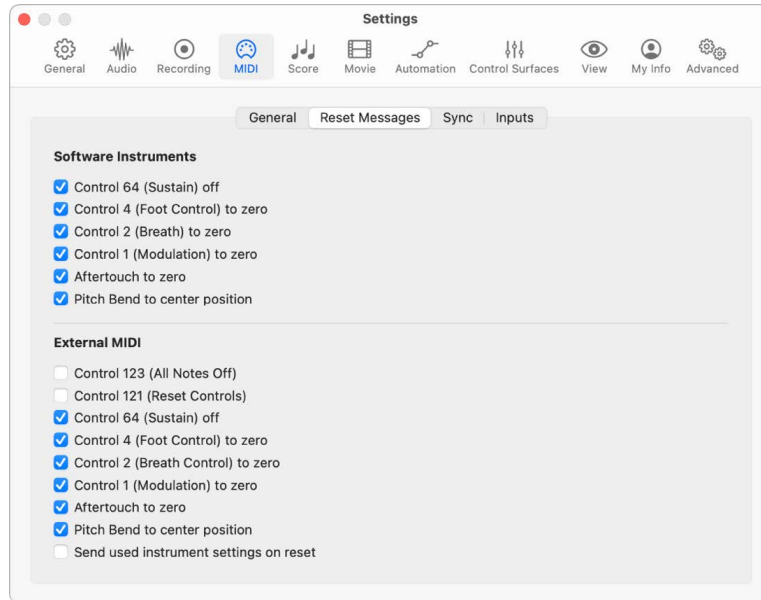 Settings
General Audio Recording MIDI Score Movie Automation Control Surfaces View My Info Advanced
General Reset Messages Sync Inputs
Software Instruments
Control 64 (Sustain) off
Control 4 (Foot Control) to zero
Control 2 (Breath) to zero
Control 1 (Modulation) to zero
Aftertouch to zero
Pitch Bend to center position
External MIDI
Control 123 (All Notes Off)
Control 121 (Reset Controls)
Control 64 (Sustain) off
Control 4 (Foot Control) to zero
Control 2 (Breath Control) to zero
Control 1 (Modulation) to zero
Aftertouch to zero
Pitch Bend to center position
Send used instrument settings on reset